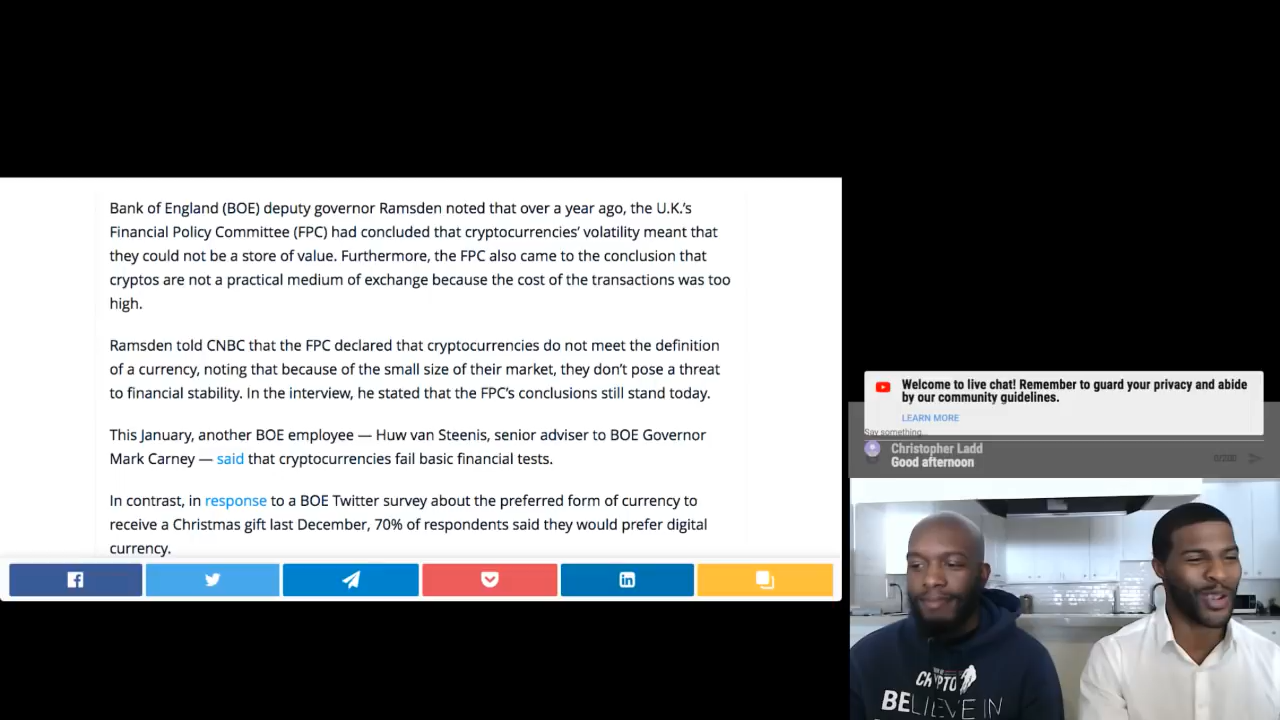 Bank of England (BOE) deputy governor Ramsden noted that over a year ago, the U.K.'s
Financial Policy Committee (FPC) had concluded that cryptocurrencies' volatility meant that
they could not be a store of value. Furthermore, the FPC also came to the conclusion that
cryptos are not a practical medium of exchange because the cost of the transactions was too
high.
Ramsden told CNBC that the FPC declared that cryptocurrencies do not meet the definition
of a currency, noting that because of the small size of their market, they don't pose a threat
to financial stability. In the interview, he stated that the FPC's conclusions still stand today.
This January, another BOE employee — Huw van Steenis, senior adviser to BOE Governor
Mark Carney — said that cryptocurrencies fail basic financial tests.
In contrast, in response to a BOE Twitter survey about the preferred form of currency to
receive a Christmas gift last December, 70% of respondents said they would prefer digital
currency.
Welcome to live chat! Remember to guard your privacy and abide
by our community guidelines.
LEARN MORE
Say something...
Christopher Ladd
Good afternoon
0/200
CRYPTO
BELIEVE IN